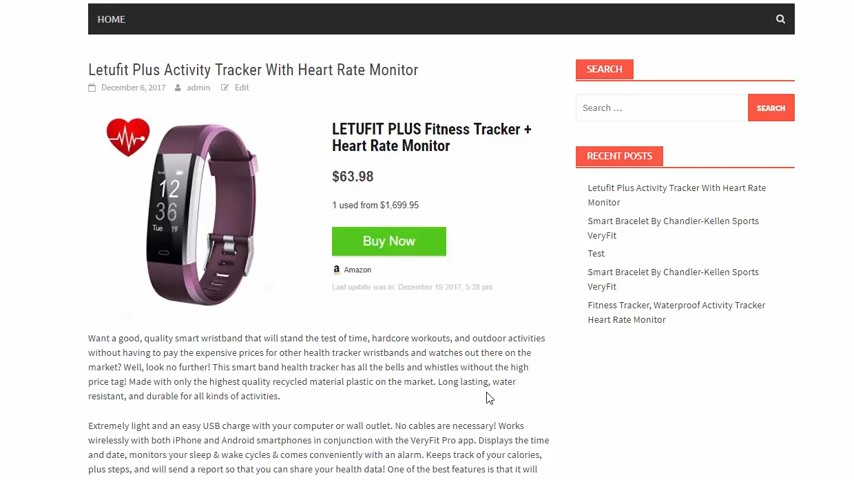 HOME
Letufit Plus Activity Tracker With Heart Rate Monitor
December 6, 2017 admin Edit
12
36
Tue 19
LETUFIT PLUS Fitness Tracker +
Heart Rate Monitor
$63.98
1 used from $1,699.95
Buy Now
Amazon
Last update was in: December 19 2017, 5:28 pm
Want a good, quality smart wristband that will stand the test of time, hardcore workouts, and outdoor activities
without having to pay the expensive prices for other health tracker wristbands and watches out there on the
market? Well, look no further! This smart band health tracker has all the bells and whistles without the high
price tag! Made with only the highest quality recycled material plastic on the market. Long lasting, water
resistant, and durable for all kinds of activities.
Extremely light and an easy USB charge with your computer or wall outlet. No cables are necessary! Works
wirelessly with both iPhone and Android smartphones in conjunction with the VeryFit Pro app. Displays the time
and date, monitors your sleep & wake cycles & comes conveniently with an alarm. Keeps track of your calories,
plus steps, and will send a report so that you can share your health data! One of the best features is that it will
SEARCH
Search …
SEARCH
RECENT POSTS
Letufit Plus Activity Tracker With Heart Rate
Monitor
Smart Bracelet By Chandler-Kellen Sports
VeryFit
Test
Smart Bracelet By Chandler-Kellen Sports
VeryFit
Fitness Tracker, Waterproof Activity Tracker
Heart Rate Monitor